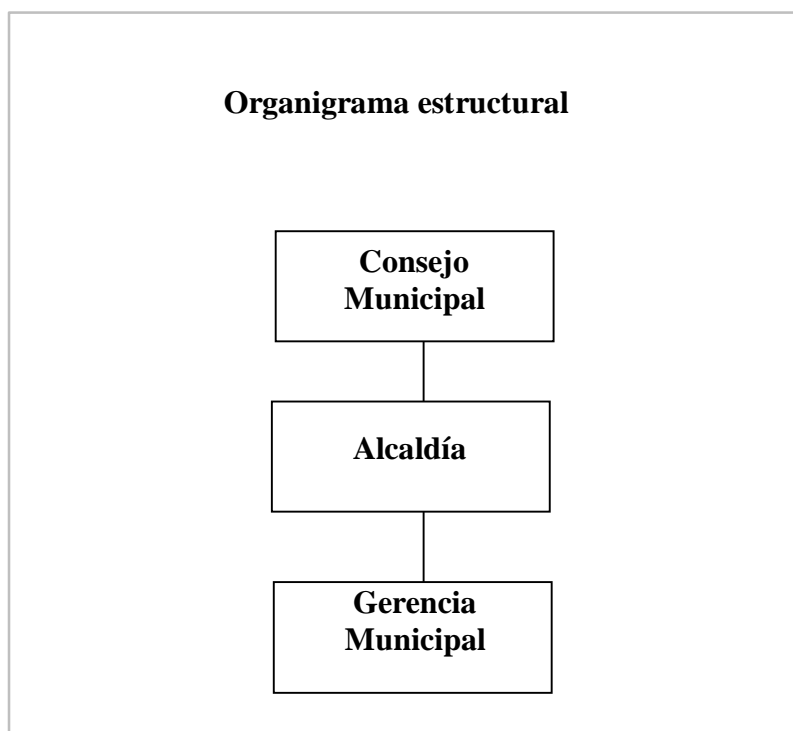 Organigrama estructural
Consejo
Municipal
Alcaldía
Gerencia
Municipal